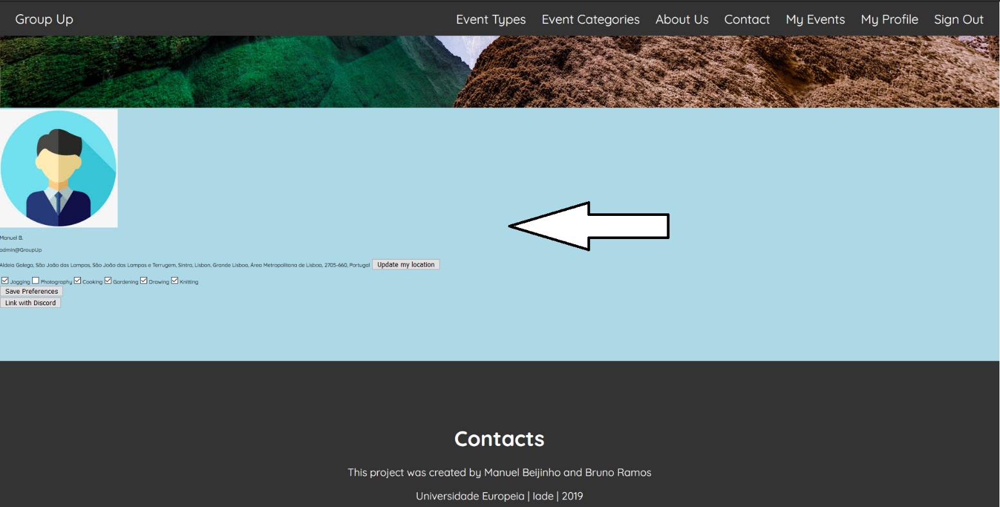 Group Up Event Types Event Categories About Us Contact My Events My Profile Sign Out
Manuel B.
admin@GroupUp
Aldeia Galega, São João das Lampas, São João das Lampas e Terrugem, Sintra, Lisbon, Grande Lisboa, Área Metropolitana de Lisboa, 2705-660, Portugal Update my location
Jogging Photography Cooking Gardening Drawing Knitting
Save Preferences
Link with Discord
Contacts
This project was created by Manuel Beijinho and Bruno Ramos
Universidade Europeia | Iade | 2019